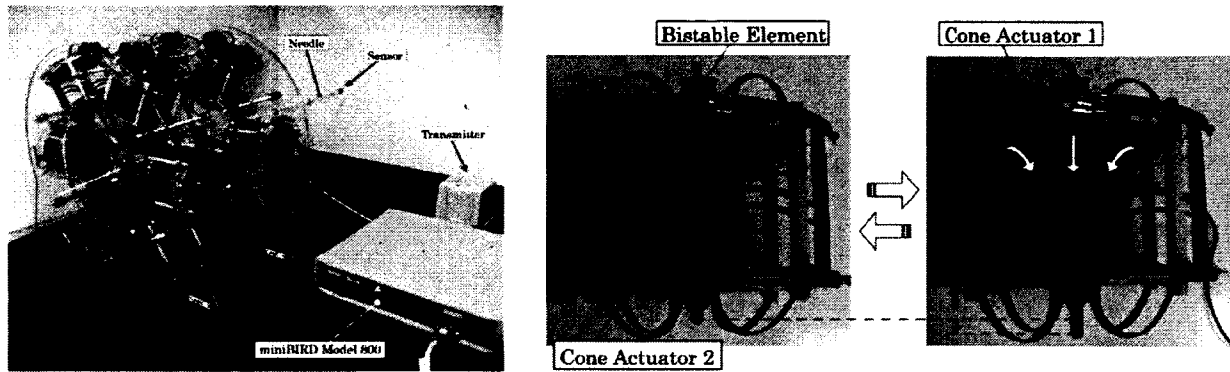 Needle
Sensor
Transmitter
miniBIRD Model 800
Bistable Element
Cone Actuator 1
Cone Actuator 2